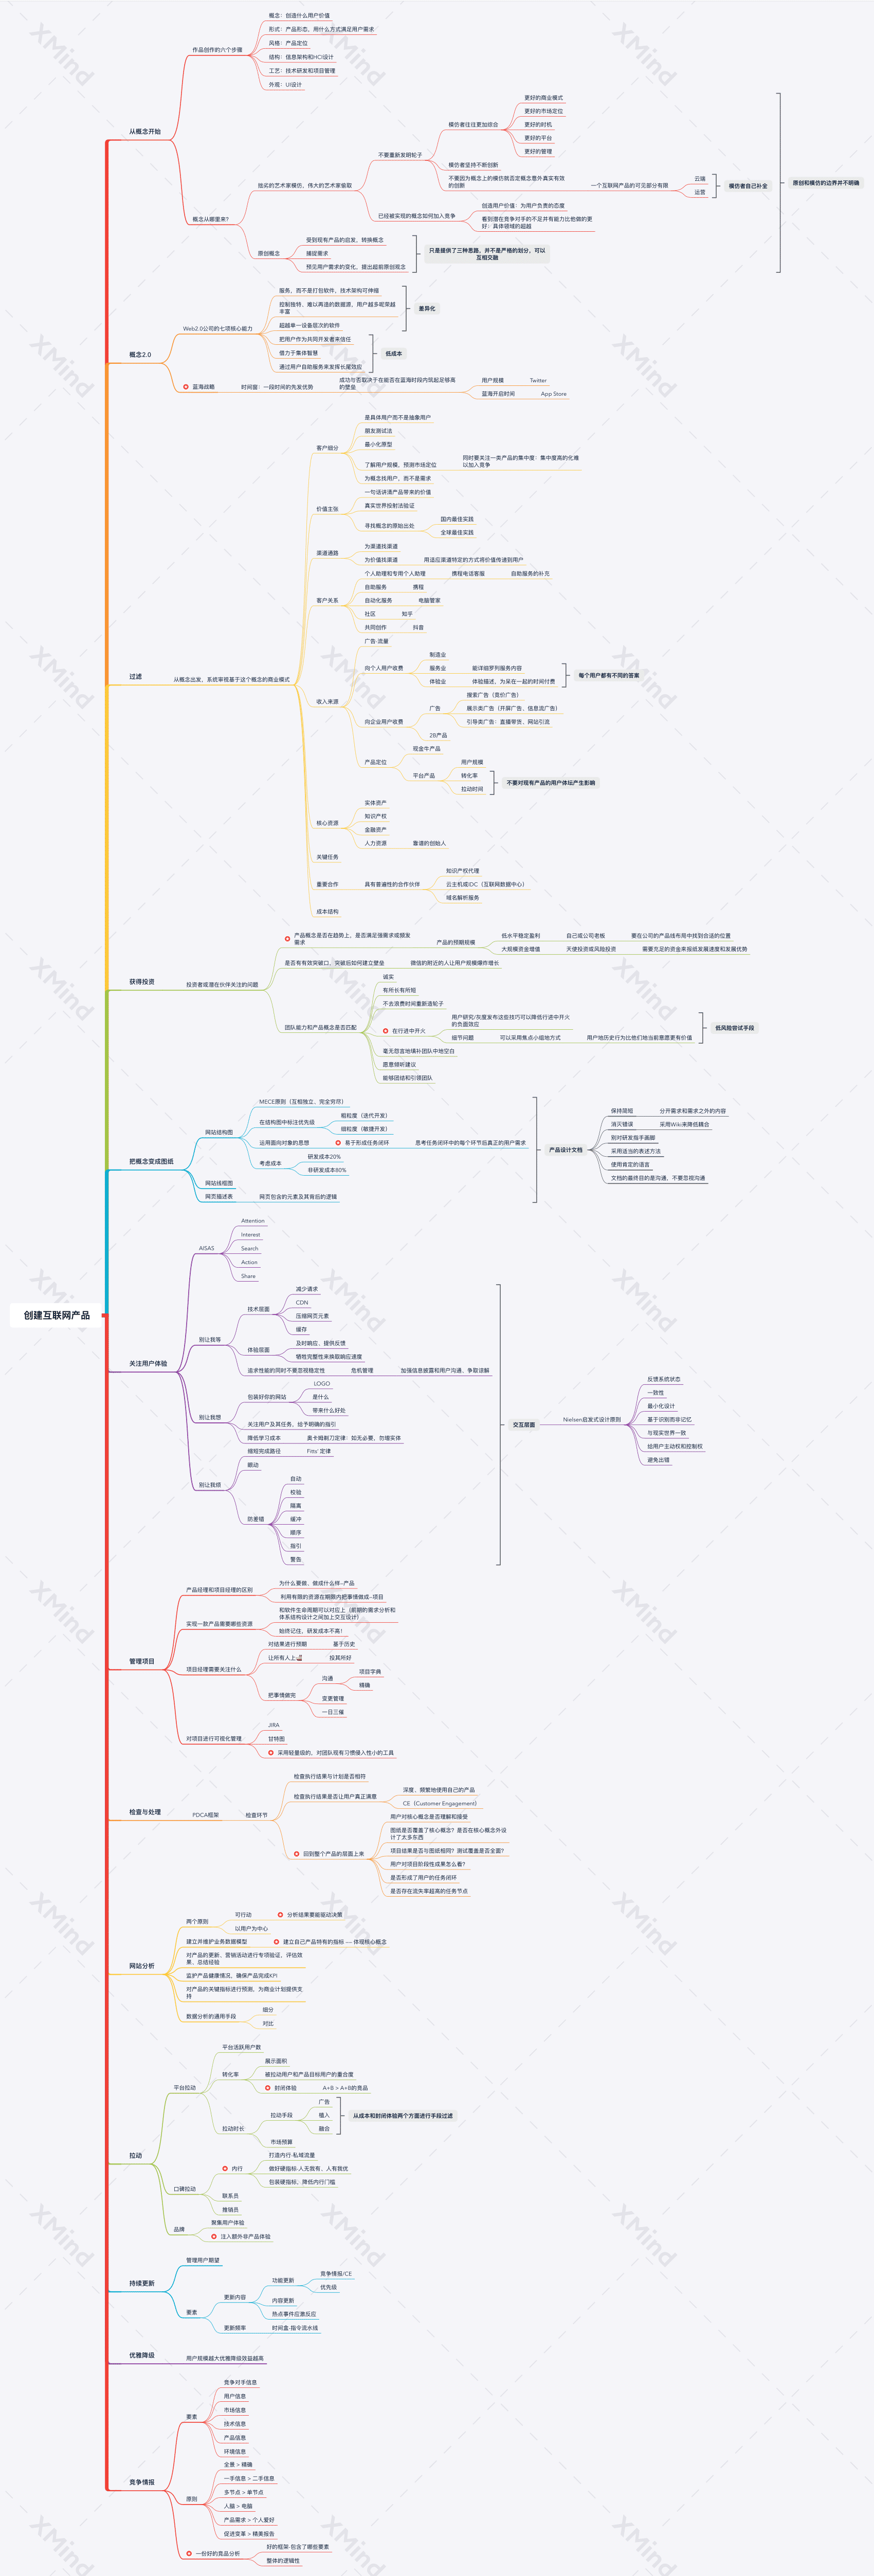 创建互联网产品
从概念开始
作品创作的六个步骤
概念：创造什么用户价值
形式：产品形态，用什么方式满足用户需求
风格：产品定位
结构：信息架构和HCI设计
工艺：技术研发和项目管理
外观：UI设计
概念从哪里来?
拙劣的艺术家模仿，伟大的艺术家偷取
不要重新发明轮子
模仿者往往更加综合
更好的商业模式
更好的市场定位
更好的时机
更好的平台
更好的管理
模仿者坚持不断创新
不要因为概念上的模仿就否定概念意外真实有效
的创新
一个互联网产品的可见部分有限
云端
运营
模仿者自己补全
已经被实现的概念如何加入竞争
创造用户价值：为用户负责的态度
看到潜在竞争对手的不足并有能力比他做的更
好：具体领域的超越
原创概念
受到现有产品的启发，转换概念
捕捉需求
预见用户需求的变化，提出超前原创观念
只是提供了三种思路，并不是严格的划分，可以
互相交融
原创和模仿的边界并不明确
概念2.0
Web2.0公司的七项核心能力
服务，而不是打包软件，技术架构可伸缩
控制独特，难以再造的数据源，用户越多呢荣越
丰富
超越单一设备层次的软件
把用户作为共同开发者来信任
借力于集体智慧
通过用户自助服务来发挥长尾效应
差异化
低成本
蓝海战略
时间窗：一段时间的先发优势
成功与否取决于在能否在蓝海时段内筑起足够高
的壁垒
用户规模
Twitter
蓝海开启时间
App Store
过滤
从概念出发，系统审核基于这个概念的商业模式
客户细分
是具体用户而不是抽象用户
朋友测试法
最小化原型
了解用户规模，预测市场定位
同时要关注一类产品的集中度：集中度高的化难
以加入竞争
为概念找用户，而不是需求
价值主张
一句话讲清产品带来的价值
真实世界投射法验证
寻找概念的原始出处
国内最佳实践
全球最佳实践
渠道通路
为渠道找渠道
为价值找渠道
用适应渠道特定的方式将价值传递到用户
客户关系
个人助理和专用个人助理
携程电话客服
自助服务的补充
自助服务
携程
自动化服务
电脑管家
社区
知乎
共同创作
抖音
收入来源
广告-流量
向个人用户收费
制造业
服务业
能详细罗列服务内容
体验业
体验描述，为呆在一起的时间付费
每个用户都有不同的答案
向企业用户收费
广告
搜索广告（竞价广告）
展示类广告（开屏广告、信息流广告）
引导类广告：直播带货，网站引流
2B产品
产品定位
现金牛产品
平台产品
用户规模
转化率
拉动时间
不要对现有产品的用户体坛产生影响
核心资源
实体资产
知识产权
金融资产
人力资源
靠谱的创始人
关键任务
重要合作
具有普遍性的合作伙伴
知识产权代理
云主机或IDC（互联网数据中心）
域名解析服务
成本结构
获得投资
投资者或潜在伙伴关注的问题
产品概念是否在趋势上，是否满足强需求或频发
需求
产品的预期规模
低水平稳定盈利
自己或公司老板
要在公司的产品线布局中找到合适的位置
大规模资金增值
天使投资或风险投资
需要充足的资金来报纸发展速度和发展优势
是否有有效突破口，突破后如何建立壁垒
微信的附近的人让用户规模爆炸增长
团队能力和产品概念是否匹配
诚实
有所长有所短
不去浪费时间重新造轮子
在行进中开火
用户研究/灰度发布这些技巧可以降低行进中开火
的负面效应
细节问题
可以采用焦点小组地方式
用户地历史行为比他们地当前意愿更有价值
低风险尝试手段
毫无怨言地填补团队中地空白
愿意倾听建议
能够团结和引领团队
把概念变成图纸
网站结构图
MECE原则（互相独立、完全穷尽）
在结构图中标注优先级
粗粒度（迭代开发）
细粒度（敏捷开发）
运用面向对象的思想
易于形成任务闭环
思考任务闭环中的每个环节后真正的用户需求
考虑成本
研发成本20%
非研发成本80%
网站线框图
网页描述表
网页包含的元素及其背后的逻辑
产品设计文档
保持简短
分开需求和需求之外的内容
消灭错误
采用Wiki来降低耦合
别对研发指手画脚
采用适当的表述方法
使用肯定的语言
文档的最终目的是沟通，不要忽视沟通
关注用户体验
AISAS
Attention
Interest
Search
Action
Share
别让我等
技术层面
减少请求
CDN
压缩网页元素
缓存
体验层面
及时响应、提供反馈
牺牲完整性来换取响应速度
追求性能的同时不要忽视稳定性
危机管理
加强信息披露和用户沟通、争取谅解
别让我想
包装好你的网站
LOGO
是什么
带来什么好处
关注用户及其任务，给予明确的指引
降低学习成本
奥卡姆剃刀定律：如无必要，勿增实体
别让我烦
缩短完成路径
Fitts' 定律
眼动
防差错
自动
校验
隔离
缓冲
顺序
指引
警告
交互层面
Nielsen启发式设计原则
反馈系统状态
一致性
最小化设计
基于识别而非记忆
与现实世界一致
给用户主动权和控制权
避免出错
管理项目
产品经理和项目经理的区别
为什么要做、做成什么样–产品
利用有限的资源在期限内把事情做成–项目
实现一款产品需要哪些资源
和软件生命周期可以对应上（前期的需求分析和
体系结构设计之间加上交互设计）
始终记住，研发成本不高!
项目经理需要关注什么
对结果进行预期
基于历史
让所有人上
投其所好
把事情做完
沟通
项目字典
精确
变更管理
一日三催
对项目进行可视化管理
JIRA
甘特图
采用轻量级的，对团队现有习惯侵入性小的工具
检查与处理
PDCA框架
检查环节
检查执行结果与计划是否相符
检查执行结果是否让用户真正满意
深度、频繁地使用自己的产品
CE（Customer Engagement）
回到整个产品的层面上来
用户对核心概念是否理解和接受
图纸是否覆盖了核心概念？是否在核心概念外设
计了太多东西
项目结果是否与图纸相同？测试覆盖是否全面?
用户对项目阶段性成果怎么看?
是否形成了用户的任务闭环
是否存在流失率超高的任务节点
网站分析
两个原则
可行动
分析结果要能驱动决策
以用户为中心
建立并维护业务数据模型
建立自己产品特有的指标 — 体现核心概念
对产品的更新、营销活动进行专项验证，评估效
果、总结经验
监护产品健康情况，确保产品完成KPI
对产品的关键指标进行预测，为商业计划提供支
持
数据分析的通用手段
细分
对比
拉动
平台拉动
平台活跃用户数
转化率
展示面积
被拉动用户和产品目标用户的重合度
封闭体验
A+B > A+B的竞品
拉动时长
拉动手段
广告
植入
融合
从成本和封闭体验两个方面进行手段过滤
市场预算
口碑拉动
内行
打造内行-私域流量
做好硬指标-人无我有、人有我优
包装硬指标、降低内行门槛
联系员
推销员
品牌
聚集用户体验
注入额外非产品体验
持续更新
管理用户期望
要素
更新内容
功能更新
竞争情报/CE
优先级
内容更新
热点事件应激反应
更新频率
时间盒-指令流水线
优雅降级
用户规模越大优雅降级效益越高
竞争情报
要素
竞争对手信息
用户信息
市场信息
技术信息
产品信息
环境信息
原则
全景 > 精确
一手信息 > 二手信息
多节点 > 单节点
人脑 > 电脑
产品需求 > 个人爱好
促进变革 > 精美报告
一份好的竞品分析
好的框架-包含了哪些要素
整体的逻辑性